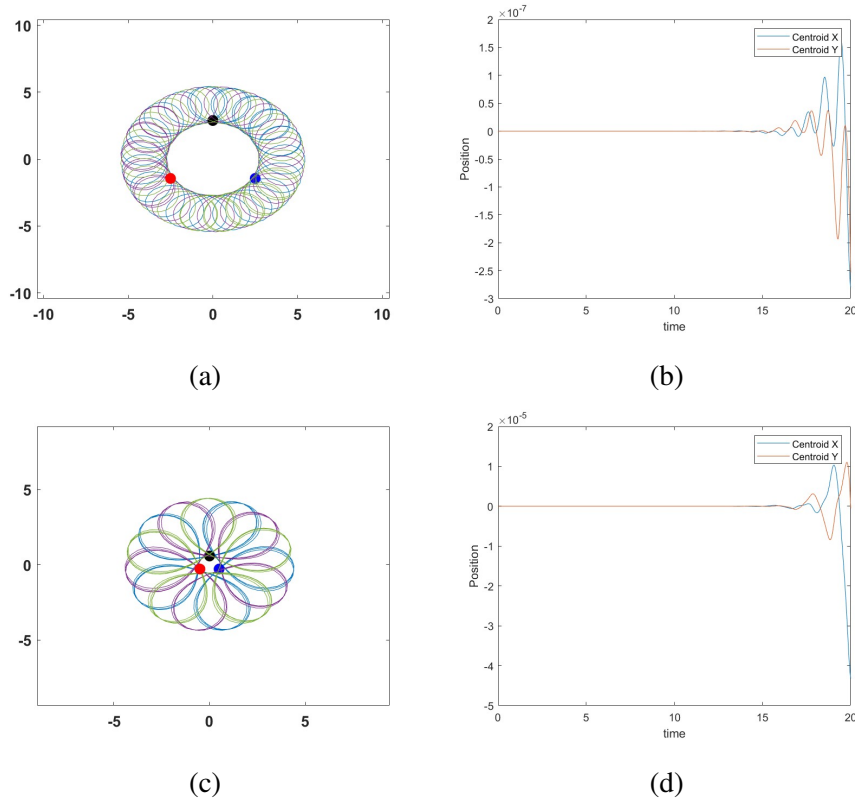 10
5
0
-5
-10
-10 -5 0 5 10
×10⁻⁷
2
1.5
1
0.5
0
-0.5
-1
-1.5
-2
-2.5
-3
0 5 10 15 20
Position
time
Centroid X
Centroid Y
(a)
(b)
5
0
-5
-5 0 5
×10⁻⁵
2
1
0
-1
-2
-3
-4
-5
0 5 10 15 20
Position
time
Centroid X
Centroid Y
(c)
(d)